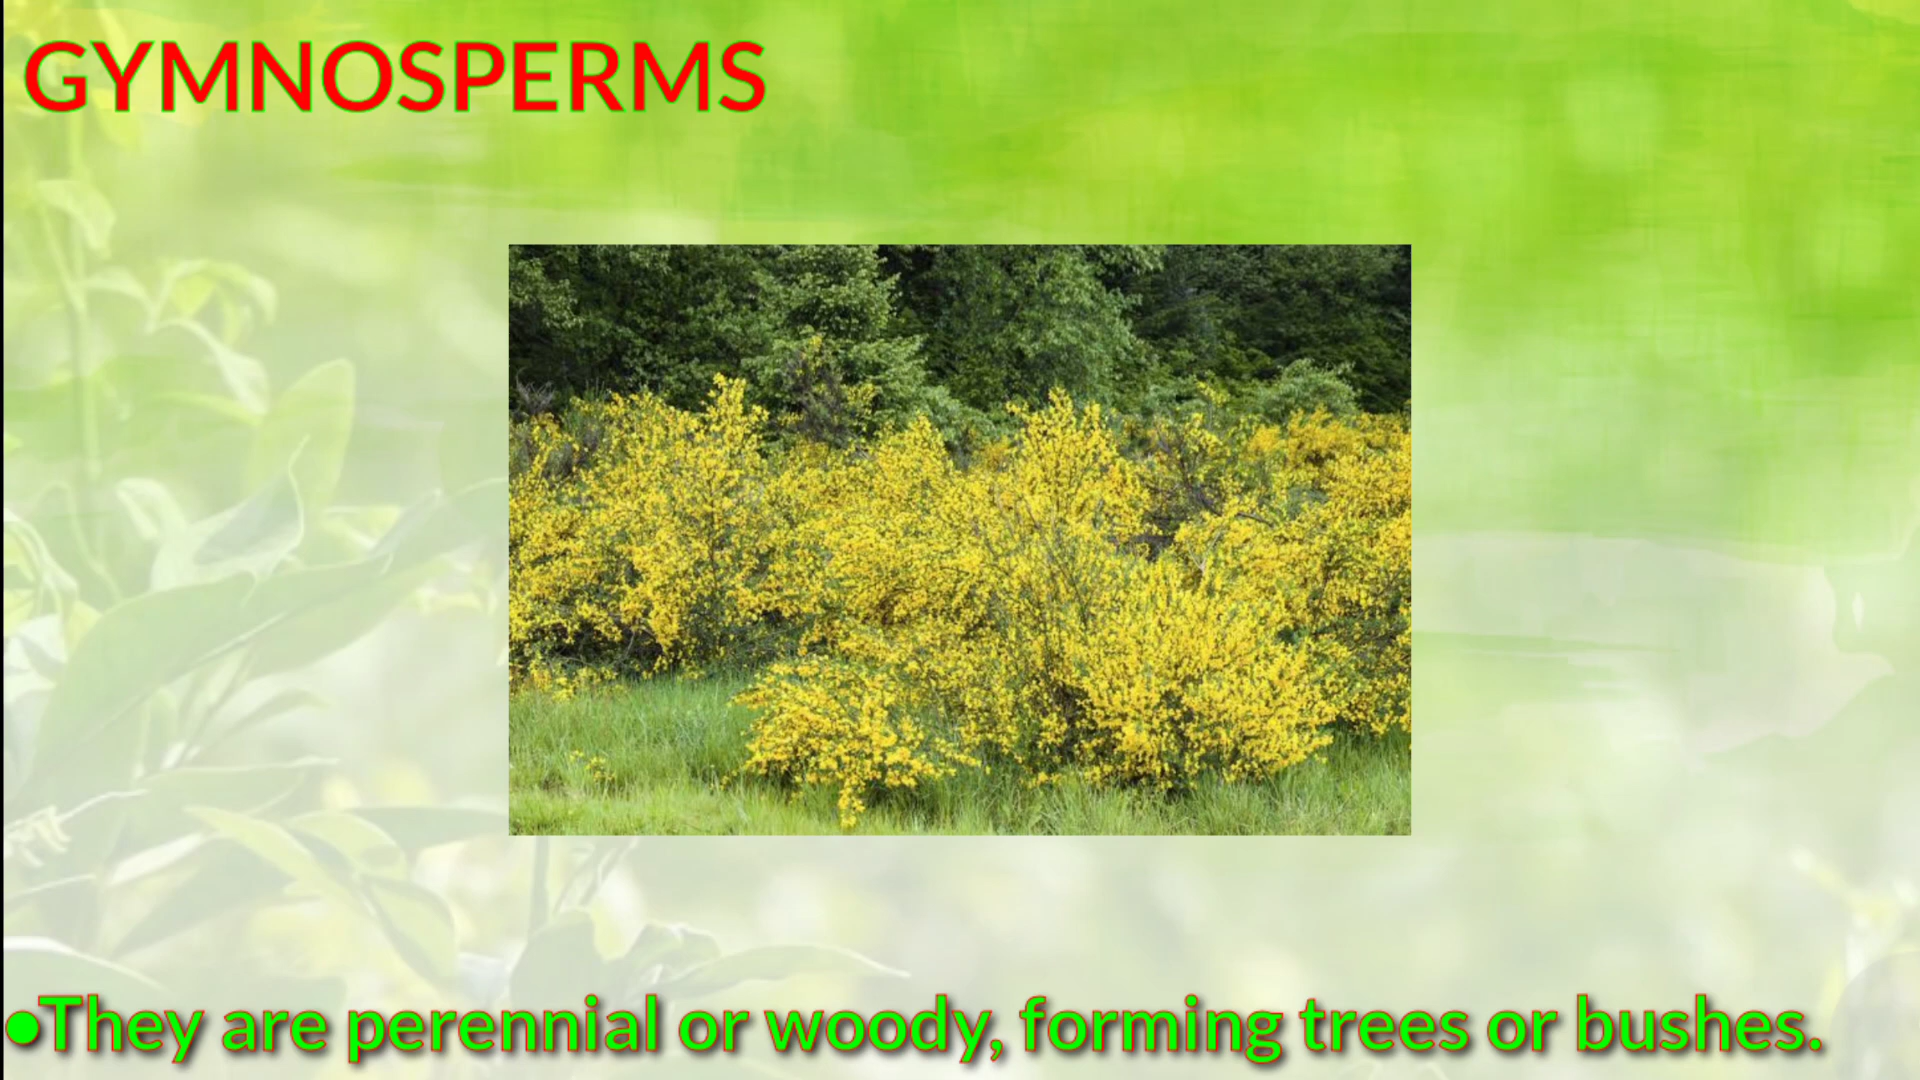 GYMNOSPERMS
•They are perennial or woody, forming trees or bushes.